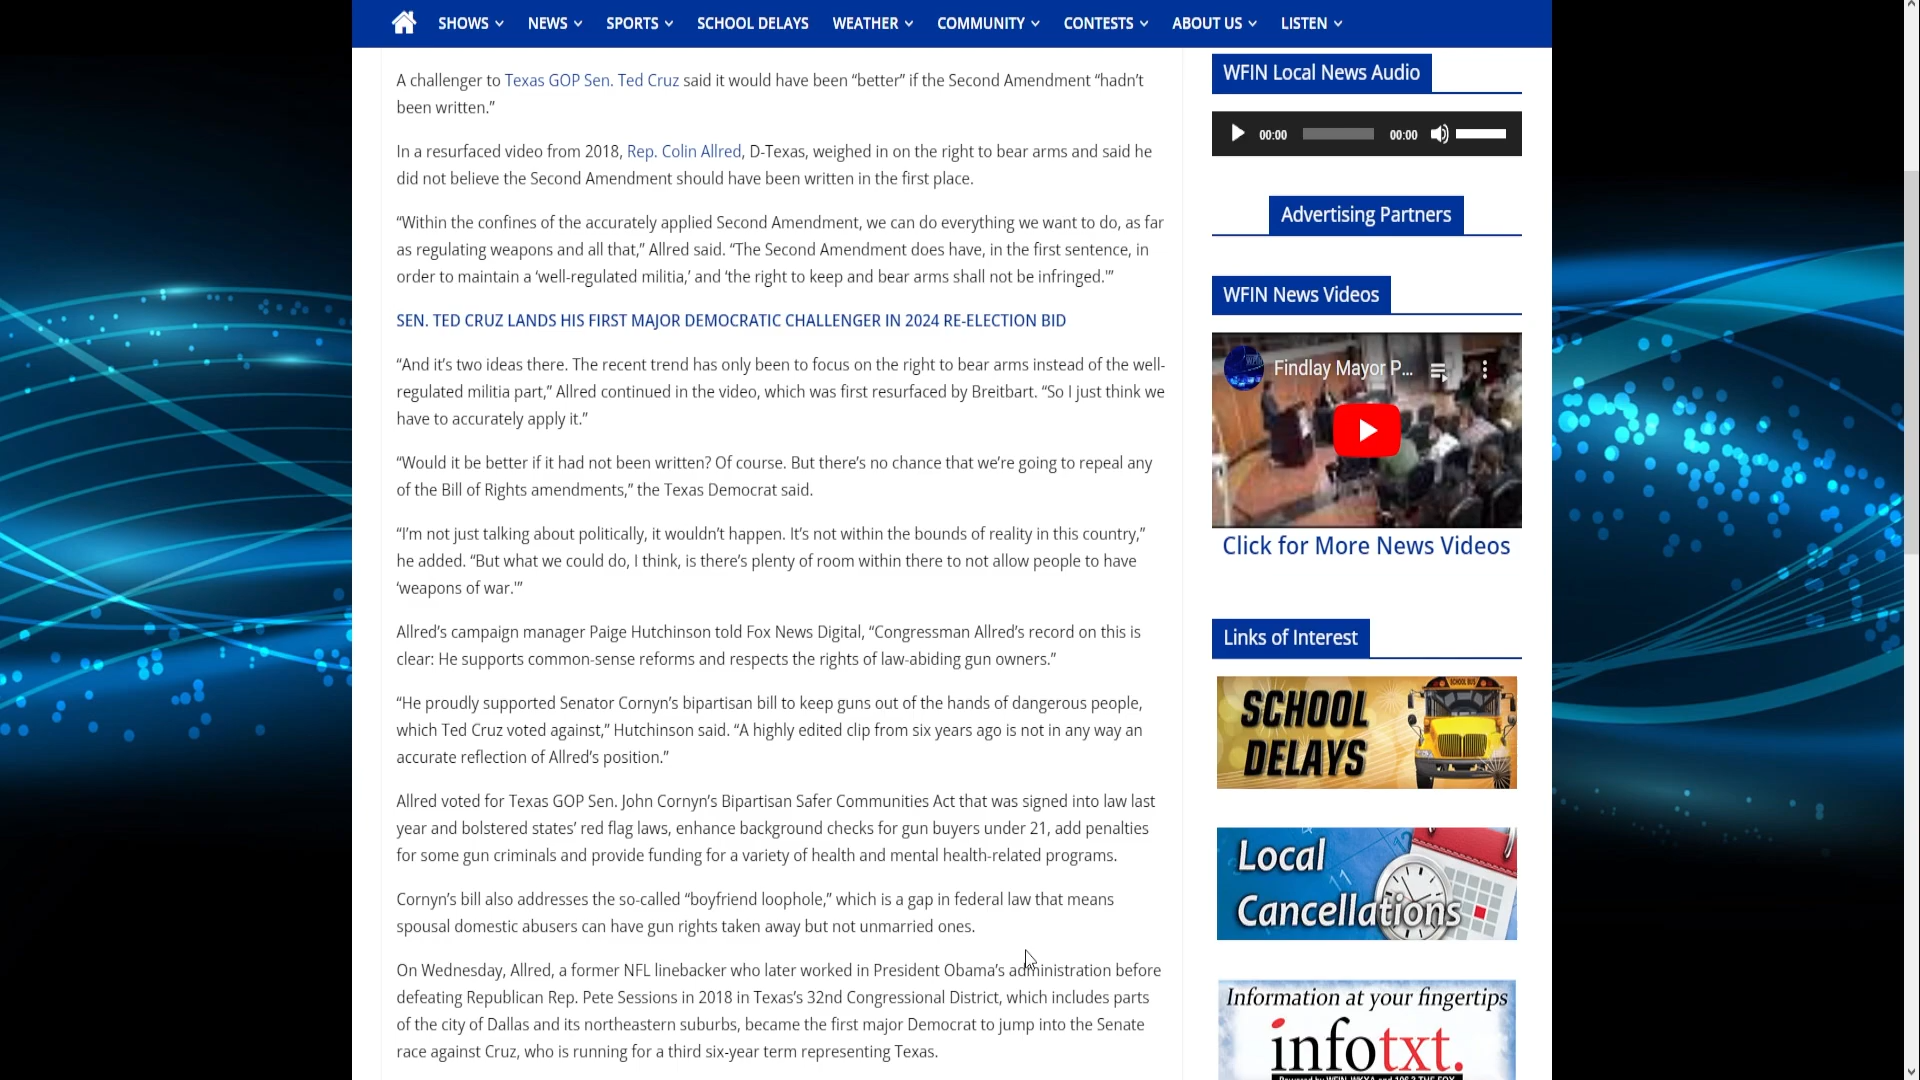 SHOWS NEWS SPORTS SCHOOL DELAYS WEATHER COMMUNITY CONTESTS ABOUT US LISTEN
A challenger to Texas GOP Sen. Ted Cruz said it would have been “better” if the Second Amendment “hadn’t
been written.”
In a resurfaced video from 2018, Rep. Colin Allred, D-Texas, weighed in on the right to bear arms and said he
did not believe the Second Amendment should have been written in the first place.
“Within the confines of the accurately applied Second Amendment, we can do everything we want to do, as far
as regulating weapons and all that,” Allred said. “The Second Amendment does have, in the first sentence, in
order to maintain a ‘well-regulated militia,’ and ‘the right to keep and bear arms shall not be infringed.'”
SEN. TED CRUZ LANDS HIS FIRST MAJOR DEMOCRATIC CHALLENGER IN 2024 RE-ELECTION BID
“And it’s two ideas there. The recent trend has only been to focus on the right to bear arms instead of the well-
regulated militia part,” Allred continued in the video, which was first resurfaced by Breitbart. “So I just think we
have to accurately apply it.”
“Would it be better if it had not been written? Of course. But there’s no chance that we’re going to repeal any
of the Bill of Rights amendments,” the Texas Democrat said.
“I’m not just talking about politically, it wouldn’t happen. It’s not within the bounds of reality in this country,”
he added. “But what we could do, I think, is there’s plenty of room within there to not allow people to have
‘weapons of war.'”
Allred’s campaign manager Paige Hutchinson told Fox News Digital, “Congressman Allred’s record on this is
clear: He supports common-sense reforms and respects the rights of law-abiding gun owners.”
“He proudly supported Senator Cornyn’s bipartisan bill to keep guns out of the hands of dangerous people,
which Ted Cruz voted against,” Hutchinson said. “A highly edited clip from six years ago is not in any way an
accurate reflection of Allred’s position.”
Allred voted for Texas GOP Sen. John Cornyn’s Bipartisan Safer Communities Act that was signed into law last
year and bolstered states’ red flag laws, enhance background checks for gun buyers under 21, add penalties
for some gun criminals and provide funding for a variety of health and mental health-related programs.
Cornyn’s bill also addresses the so-called “boyfriend loophole,” which is a gap in federal law that means
spousal domestic abusers can have gun rights taken away but not unmarried ones.
On Wednesday, Allred, a former NFL linebacker who later worked in President Obama’s administration before
defeating Republican Rep. Pete Sessions in 2018 in Texas’s 32nd Congressional District, which includes parts
of the city of Dallas and its northeastern suburbs, became the first major Democrat to jump into the Senate
race against Cruz, who is running for a third six-year term representing Texas.
WFIN Local News Audio
00:00 00:00
Advertising Partners
WFIN News Videos
Findlay Mayor P...
Click for More News Videos
Links of Interest
SCHOOL BUS
SCHOOL
DELAYS
Local
Cancellations
Information at your fingertips
infotxt.